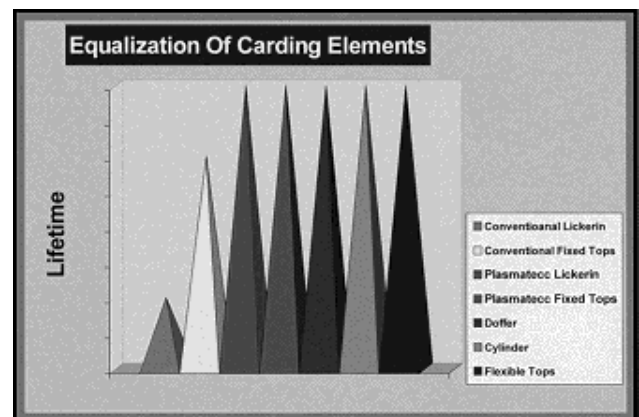 Equalization Of Carding Elements
Lifetime
Conventioanal Lickerin
Conventional Fixed Tops
Plasmatecc Lickerin
Plasmatecc Fixed Tops
Doffer
Cylinder
Flexible Tops